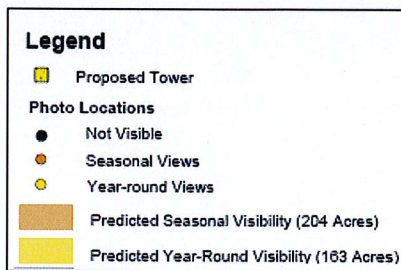 Legend
Proposed Tower
Photo Locations
Not Visible
Seasonal Views
Year-round Views
Predicted Seasonal Visibility (204 Acres)
Predicted Year-Round Visibility (163 Acres)